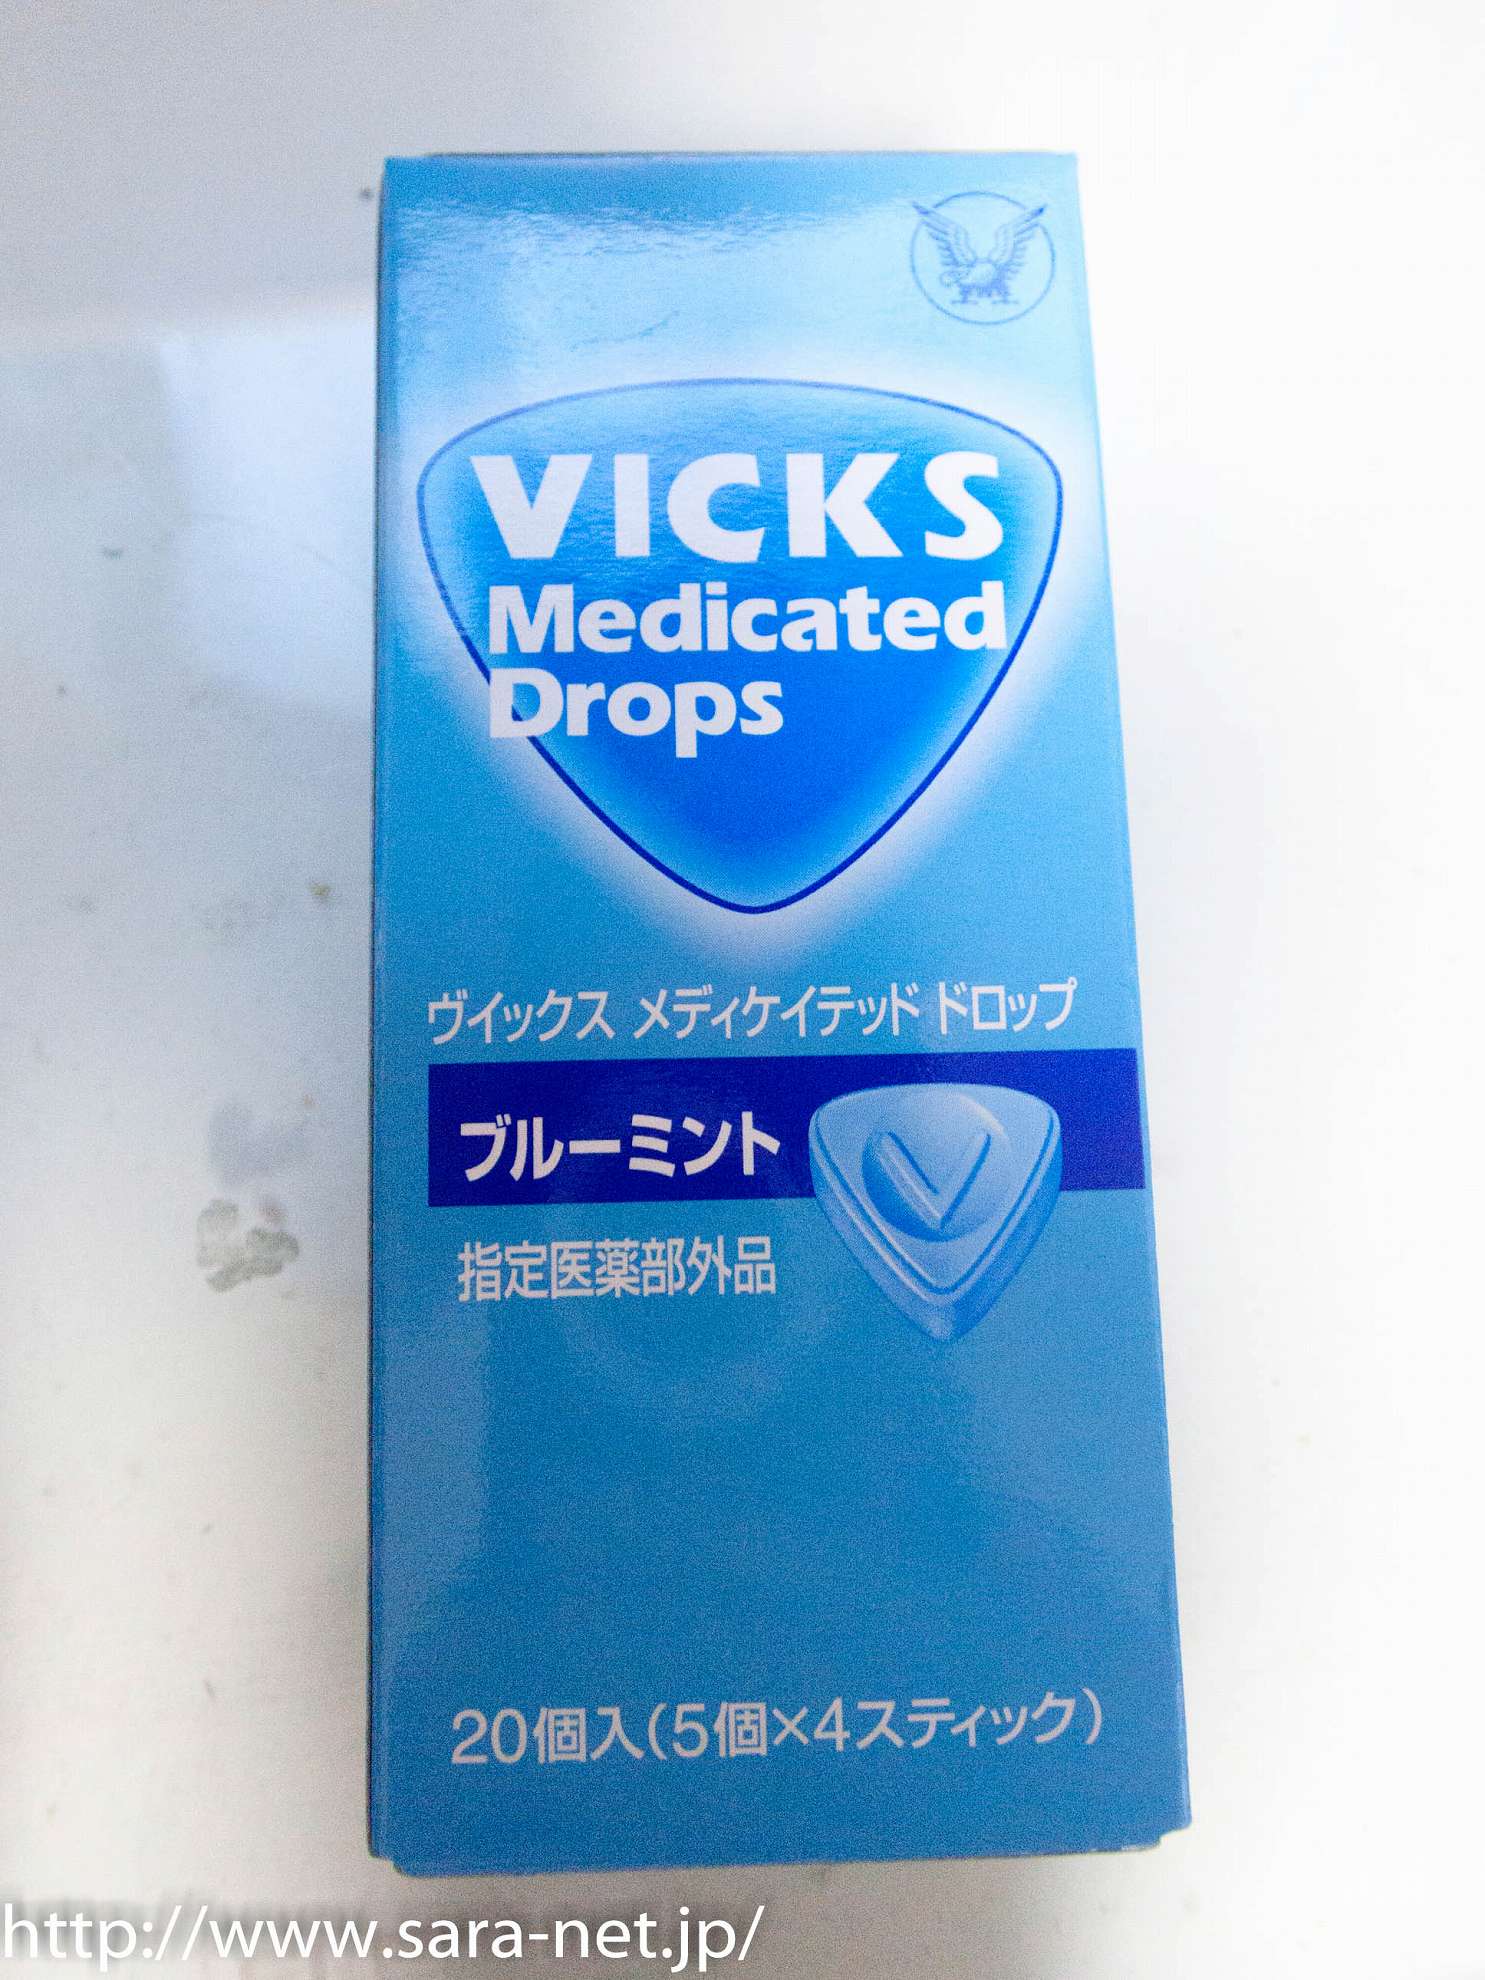 VICKS
Medicated
Drops
ヴイックス メディケイテッド ドロップ
ブルーミント
指定医薬部外品
20個入(5個×4スティック)
http://www.sara-net.jp/